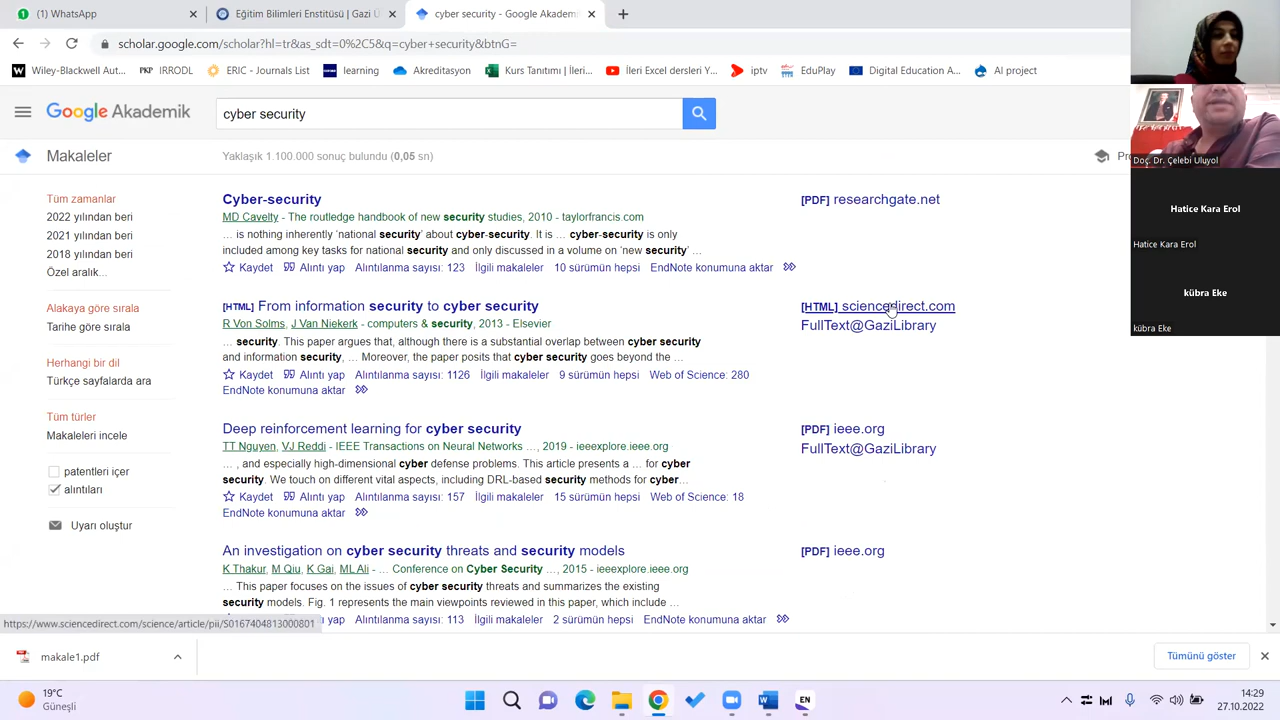 (1) WhatsApp
Eğitim Bilimleri Enstitüsü | Gazi Ü
cyber security - Google Akademi
scholar.google.com/scholar?hl=tr&as_sdt=0%2C5&q=cyber+security&btnG=
Wiley-Blackwell Aut...
PKP IRRODL
ERIC - Journals List
learning
Akreditasyon
Kurs Tanıtımı | İleri...
İleri Excel dersleri Y...
iptv
EduPlay
Digital Education A...
AI project
Google Akademik
cyber security
Makaleler
Yaklaşık 1.100.000 sonuç bulundu (0,05 sn)
Tüm zamanlar
2022 yılından beri
2021 yılından beri
2018 yılından beri
Özel aralık...
Alakaya göre sırala
Tarihe göre sırala
Herhangi bir dil
Türkçe sayfalarda ara
Tüm türler
Makaleleri incele
patentleri içer
alıntıları
Uyarı oluştur
Cyber-security
MD Cavelty - The routledge handbook of new security studies, 2010 - taylorfrancis.com
... is nothing inherently 'national security' about cyber-security. It is ... cyber-security is only
included among key tasks for national security and only discussed in a volume on 'new security' ...
Kaydet Alıntı yap Alıntılanma sayısı: 123 İlgili makaleler 10 sürümün hepsi EndNote konumuna aktar
[PDF] researchgate.net
[HTML] From information security to cyber security
R Von Solms, J Van Niekerk - computers & security, 2013 - Elsevier
... security. This paper argues that, although there is a substantial overlap between cyber security
and information security, ... Moreover, the paper posits that cyber security goes beyond the ...
Kaydet Alıntı yap Alıntılanma sayısı: 1126 İlgili makaleler 9 sürümün hepsi Web of Science: 280
EndNote konumuna aktar
[HTML] sciencedirect.com
FullText@GaziLibrary
Deep reinforcement learning for cyber security
TT Nguyen, VJ Reddi - IEEE Transactions on Neural Networks ..., 2019 - ieeexplore.ieee.org
... , and especially high-dimensional cyber defense problems. This article presents a ... for cyber
security. We touch on different vital aspects, including DRL-based security methods for cyber...
Kaydet Alıntı yap Alıntılanma sayısı: 157 İlgili makaleler 15 sürümün hepsi Web of Science: 18
EndNote konumuna aktar
[PDF] ieee.org
FullText@GaziLibrary
An investigation on cyber security threats and security models
K Thakur, M Qiu, K Gai, ML Ali - ... Conference on Cyber Security ..., 2015 - ieeexplore.ieee.org
... This paper focuses on the issues of cyber security threats and summarizes the existing
security models. Fig. 1 represents the main viewpoints reviewed in this paper, which include ...
yap Alıntılanma sayısı: 113 İlgili makaleler 2 sürümün hepsi EndNote konumuna aktar
[PDF] ieee.org
https://www.sciencedirect.com/science/article/pii/S0167404813000801
Doç. Dr. Çelebi Uluyol
Hatice Kara Erol
Hatice Kara Erol
kübra Eke
kübra Eke
makale1.pdf
Tümünü göster
19°C
Güneşli
EN
14:29
27.10.2022